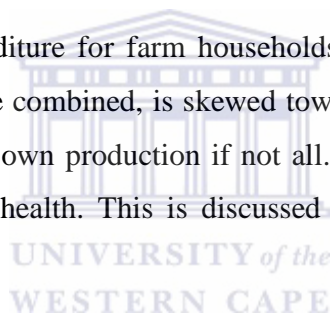 diture for farm households
e combined, is skewed tow
own production if not all.
health. This is discussed
UNIVERSITY of the
WESTERN CAPE